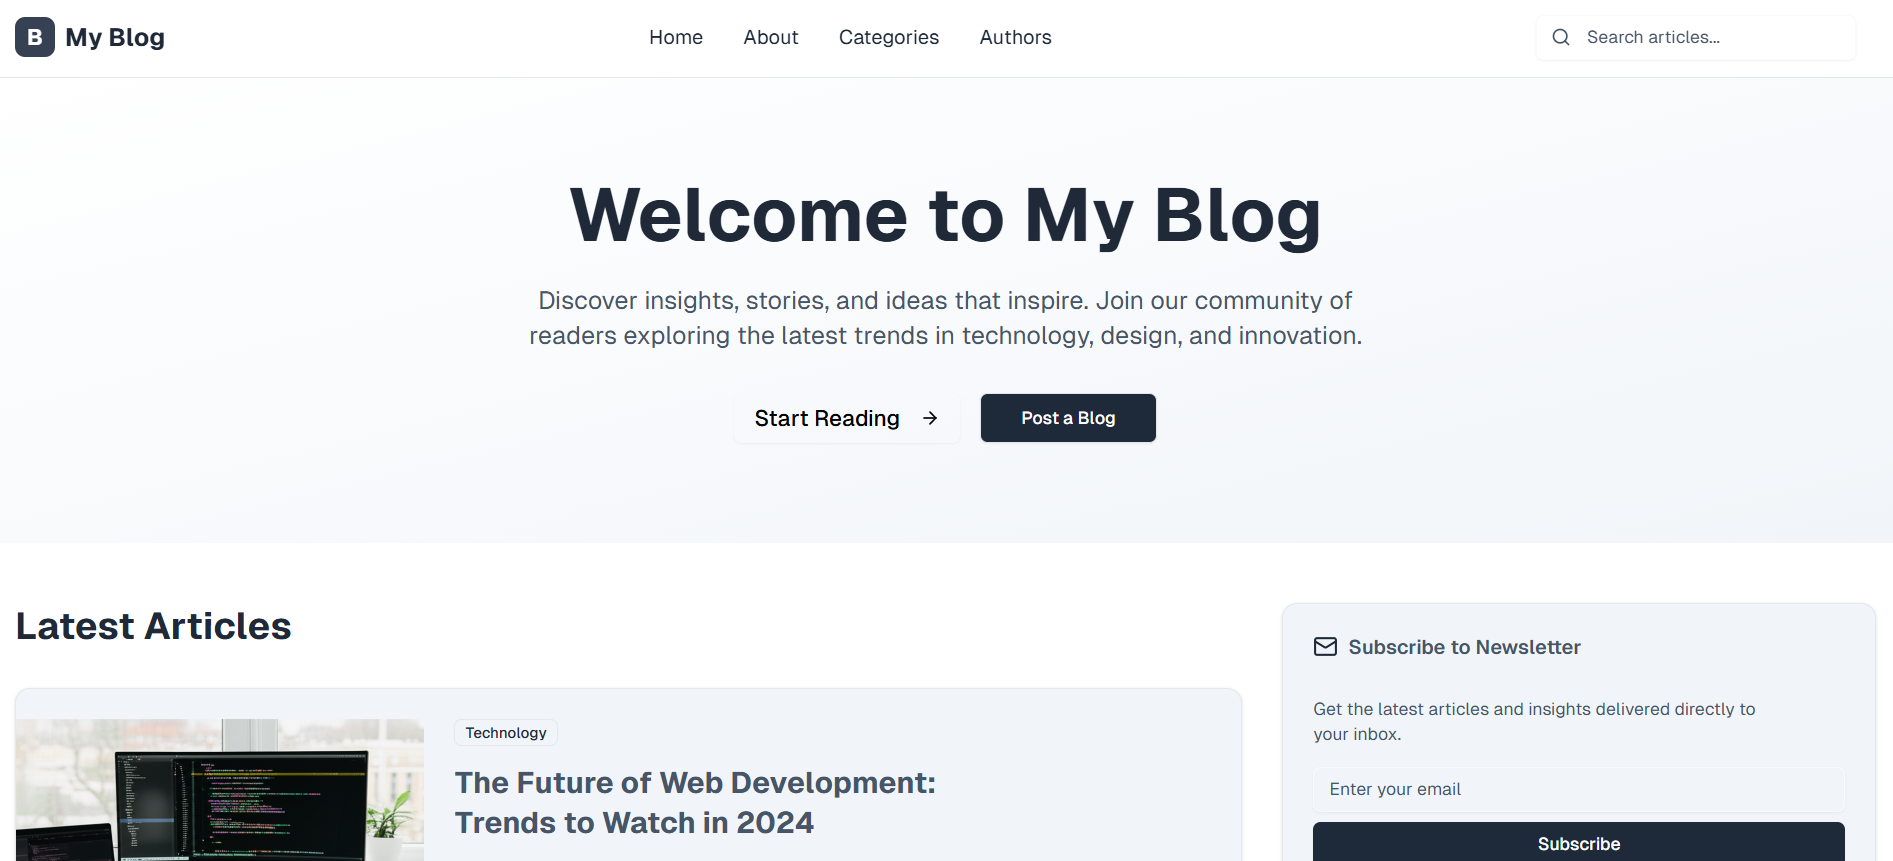 B My Blog
Home About Categories Authors
Search articles...
Welcome to My Blog
Discover insights, stories, and ideas that inspire. Join our community of
readers exploring the latest trends in technology, design, and innovation.
Start Reading →
Post a Blog
Latest Articles
Technology
The Future of Web Development:
Trends to Watch in 2024
Subscribe to Newsletter
Get the latest articles and insights delivered directly to
your inbox.
Enter your email
Subscribe